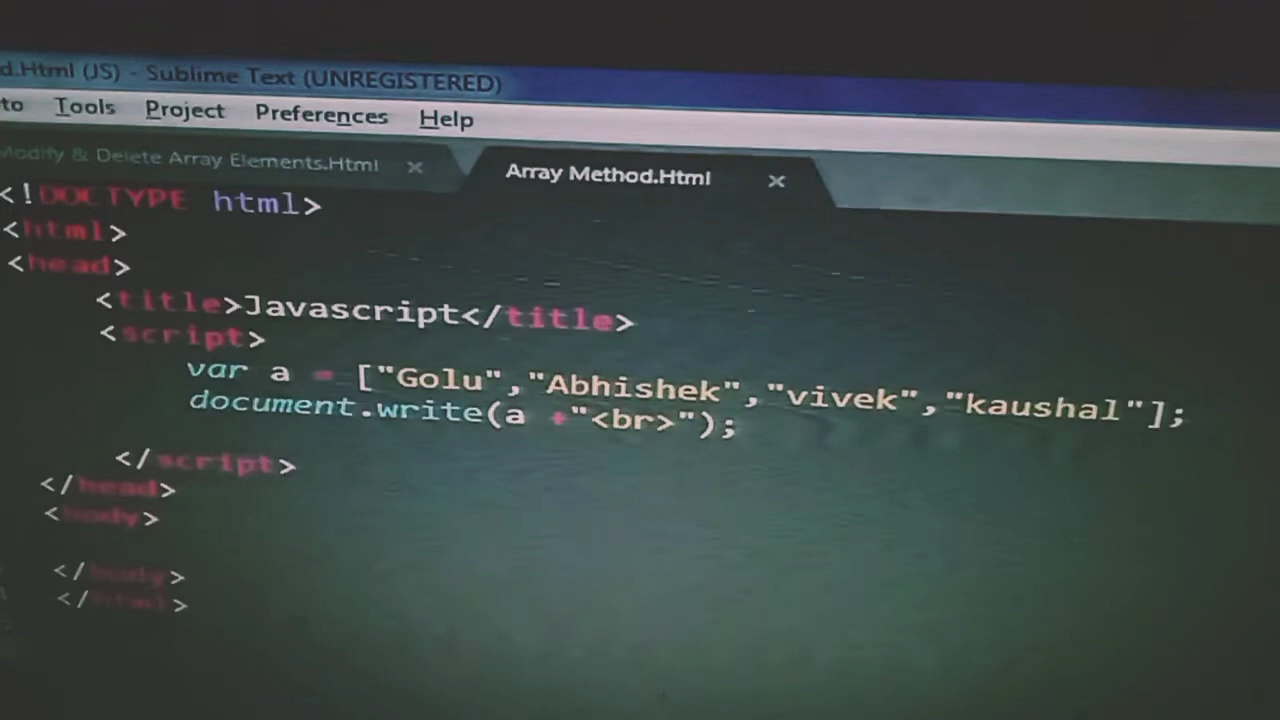 d.Html (JS) - Sublime Text (UNREGISTERED)
to Tools Project Preferences Help
Modify & Delete Array Elements.Html × Array Method.Html ×
<!DOCTYPE html>
<html>
<head>
<title>Javascript</title>
<script>
var a = ["Golu","Abhishek","vivek","kaushal"];
document.write(a +"<br>");
</script>
</head>
<body>
</body>
</html>